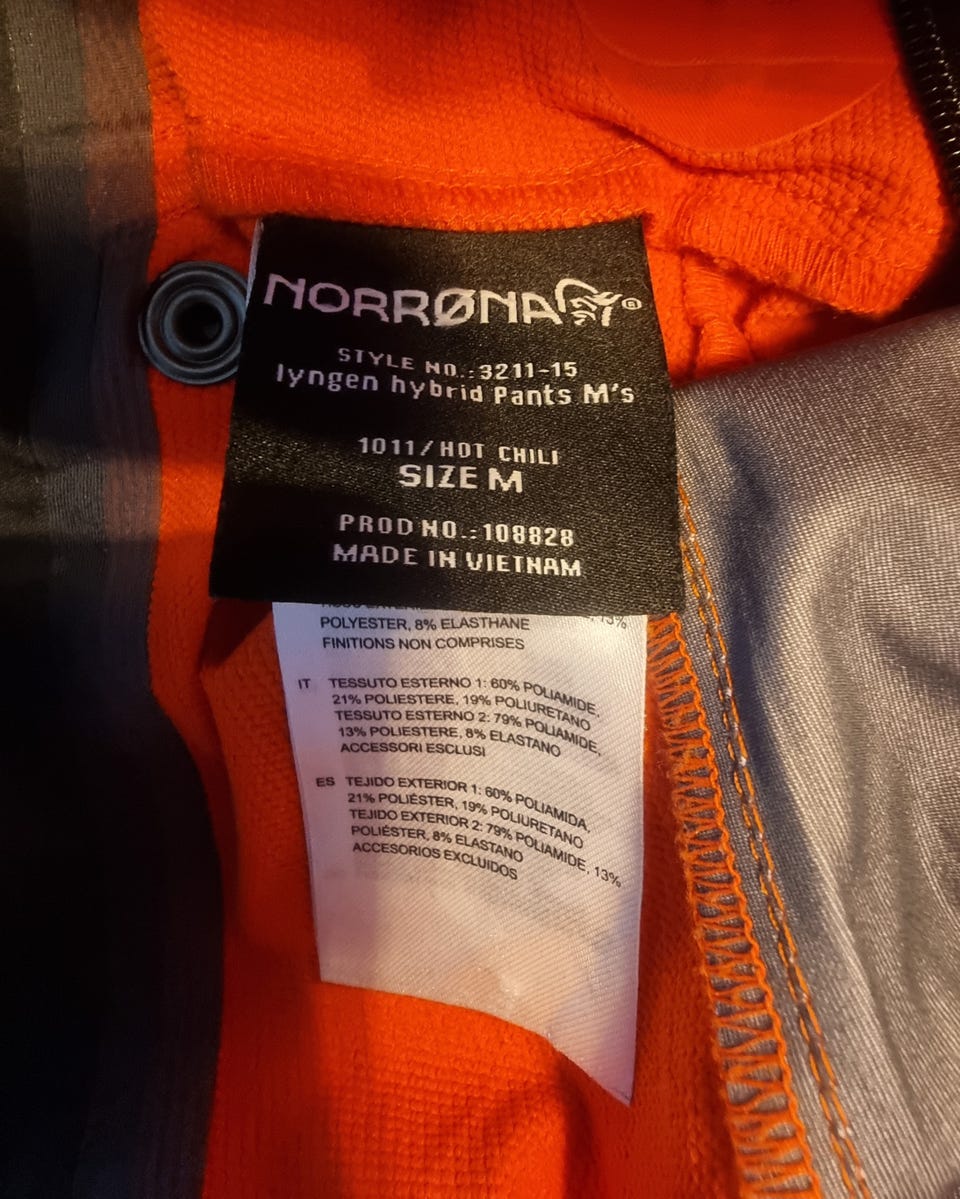 NORRØNA®
STYLE NO.:3211-15
lyngen hybrid Pants M's
1011/HOT CHILI
SIZE M
PROD NO.:108828
MADE IN VIETNAM
13%
POLYESTER, 8% ELASTHANE
FINITIONS NON COMPRISES
IT TESSUTO ESTERNO 1: 60% POLIAMIDE,
21% POLIESTERE, 19% POLIURETANO
TESSUTO ESTERNO 2: 79% POLIAMIDE,
13% POLIESTERE, 8% ELASTANO
ACCESSORI ESCLUSI
ES TEJIDO EXTERIOR 1: 60% POLIAMIDA,
21% POLIÉSTER, 19% POLIURETANO
TEJIDO EXTERIOR 2: 79% POLIAMIDE, 13%
POLIÉSTER, 8% ELASTANO
ACCESORIOS EXCLUIDOS